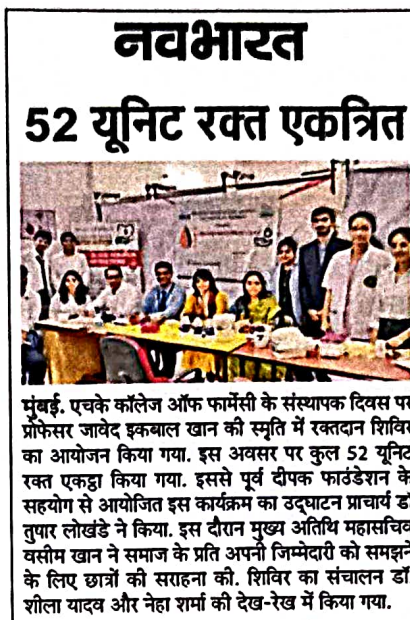 नवभारत
52 यूनिट रक्त एकत्रित
मुंबई. एचके कॉलेज ऑफ फार्मेसी के संस्थापक दिवस पर
प्रोफेसर जावेद इकबाल खान की स्मृति में रक्तदान शिविर
का आयोजन किया गया. इस अवसर पर कुल 52 यूनिट
रक्त एकट्ठा किया गया. इससे पूर्व दीपक फाउंडेशन के
सहयोग से आयोजित इस कार्यक्रम का उद्घाटन प्राचार्य डॉ
तुषार लोखंडे ने किया. इस दौरान मुख्य अतिथि महासचिव
वसीम खान ने समाज के प्रति अपनी जिम्मेदारी को समझने
के लिए छात्रों की सराहना की. शिविर का संचालन डॉ
शीला यादव और नेहा शर्मा की देख-रेख में किया गया.